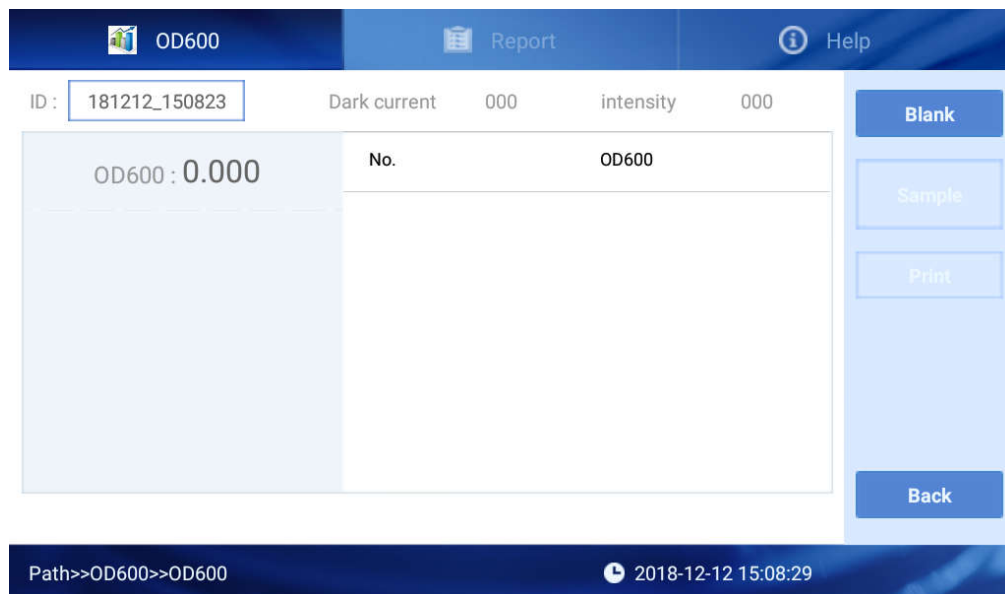 OD600 Report Help
ID : 181212_150823 Dark current 000 intensity 000
Blank
OD600 : 0.000
No. OD600
Sample
Print
Back
Path>>OD600>>OD600 2018-12-12 15:08:29